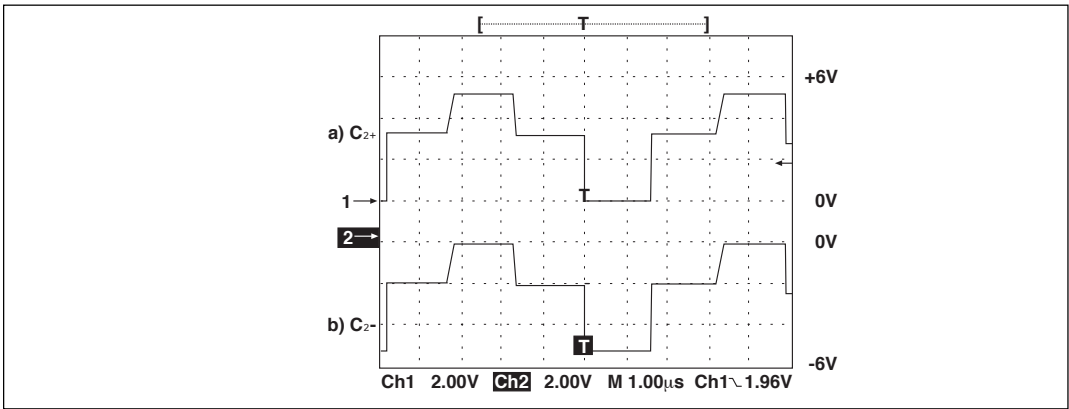 [ T ]
+6V
a) C2+
T
1 0V
2 0V
b) C2-
T
-6V
Ch1 2.00V Ch2 2.00V M 1.00µs Ch1 1.96V